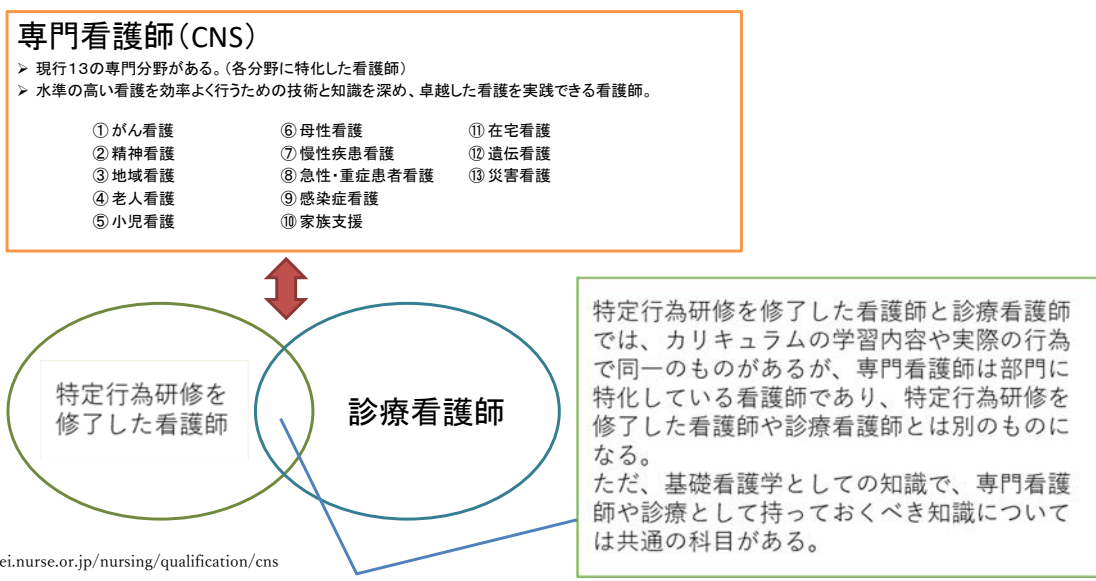 専門看護師(CNS)
➢ 現行13の専門分野がある。(各分野に特化した看護師)
➢ 水準の高い看護を効率よく行うための技術と知識を深め、卓越した看護を実践できる看護師。
① がん看護
② 精神看護
③ 地域看護
④ 老人看護
⑤ 小児看護
⑥ 母性看護
⑦ 慢性疾患看護
⑧ 急性・重症患者看護
⑨ 感染症看護
⑩ 家族支援
⑪ 在宅看護
⑫ 遺伝看護
⑬ 災害看護
特定行為研修を
修了した看護師
診療看護師
特定行為研修を修了した看護師と診療看護師
では、カリキュラムの学習内容や実際の行為
で同一のものがあるが、専門看護師は部門に
特化している看護師であり、特定行為研修を
修了した看護師や診療看護師とは別のものに
なる。
ただ、基礎看護学としての知識で、専門看護
師や診療として持っておくべき知識について
は共通の科目がある。
ei.nurse.or.jp/nursing/qualification/cns